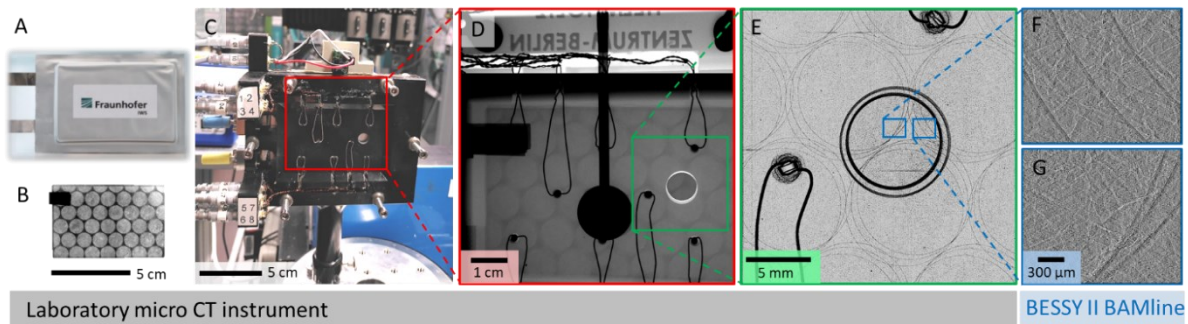 A
Fraunhofer
B
5 cm
C
1 2
3 4
5 7
6 8
5 cm
D
ZENTRUM-BERLIN
1 cm
E
5 mm
F
G
300 µm
Laboratory micro CT instrument
BESSY II BAMline